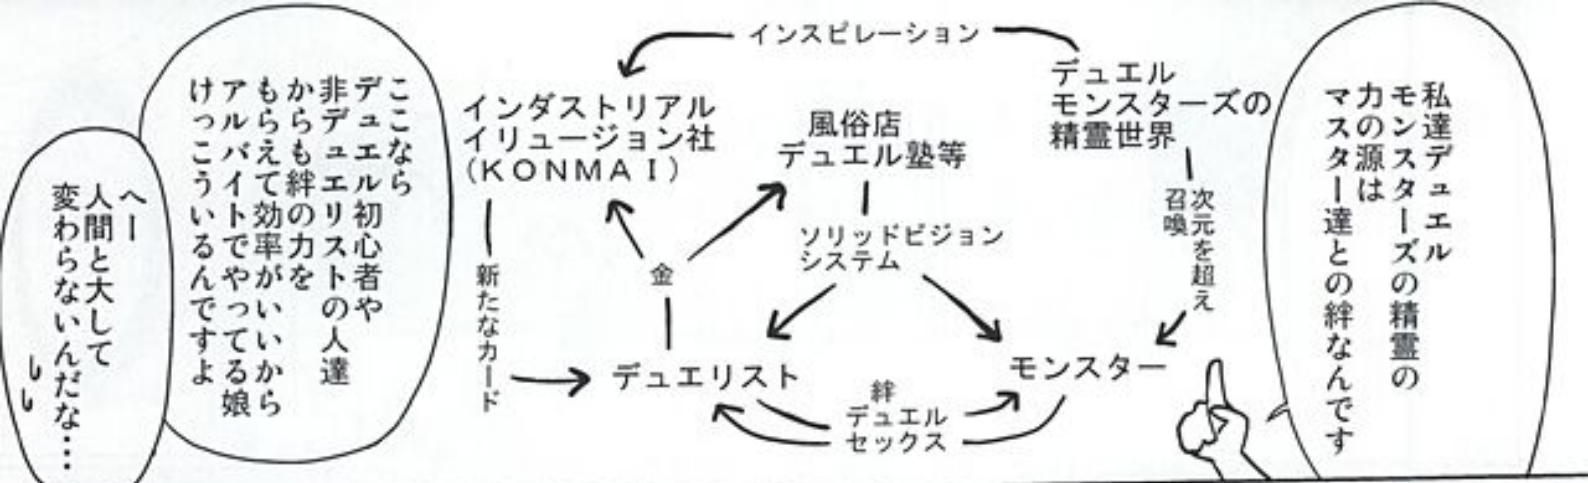 私達デュエル
モンスターズの精霊の
力の源は
マスター達との絆なんです
インスピレーション
デュエル
モンスターズの
精霊世界
次元を超え
召喚
風俗店
デュエル塾等
インダストリアル
イリュージョン社
(KONMAI)
ソリッドビジョン
システム
金
新たなカード
デュエリスト
モンスター
絆
デュエル
セックス
ここなら
デュエル初心者や
非デュエリストの人達
からも絆の力を
もらえて効率がいいから
アルバイトでやってる娘
けっこういるんですよ
へー
人間と大して
変わらないんだな…